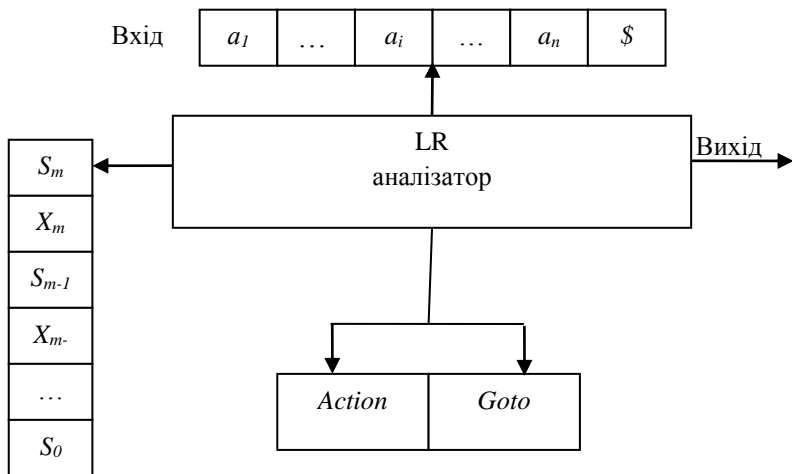 Вхід a1 … ai … an $
LR
аналізатор
Вихід
Sm
Xm
Sm-1
Xm-
…
S0
Action Goto